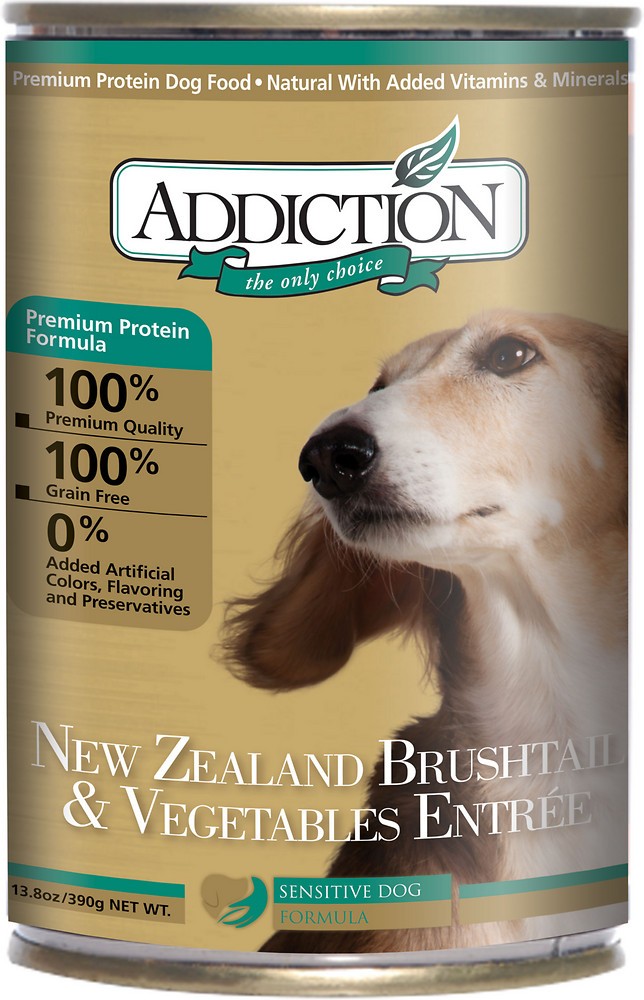 Premium Protein Dog Food • Natural With Added Vitamins & Minerals
ADDICTION
the only choice
Premium Protein
Formula
100%
Premium Quality
100%
Grain Free
0%
Added Artificial
Colors, Flavoring
and Preservatives
NEW ZEALAND BRUSHTAIL
& VEGETABLES ENTRÉE
13.8oz/390g NET WT.
SENSITIVE DOG
FORMULA